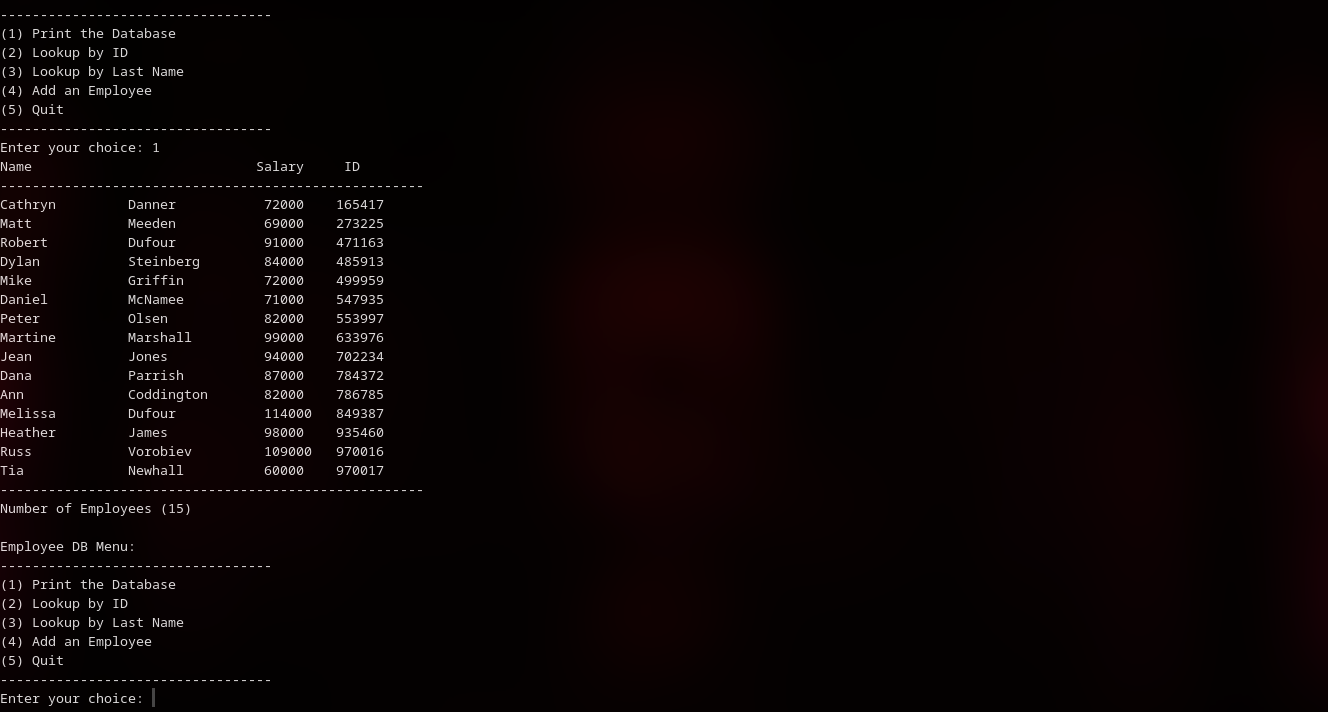 ----------------------------------
(1) Print the Database
(2) Lookup by ID
(3) Lookup by Last Name
(4) Add an Employee
(5) Quit
----------------------------------
Enter your choice: 1
Name                            Salary     ID
-----------------------------------------------------
Cathryn         Danner           72000    165417
Matt            Meeden           69000    273225
Robert          Dufour           91000    471163
Dylan           Steinberg        84000    485913
Mike            Griffin          72000    499959
Daniel          McNamee          71000    547935
Peter           Olsen            82000    553997
Martine         Marshall         99000    633976
Jean            Jones            94000    702234
Dana            Parrish          87000    784372
Ann             Coddington       82000    786785
Melissa         Dufour           114000   849387
Heather         James            98000    935460
Russ            Vorobiev         109000   970016
Tia             Newhall          60000    970017
-----------------------------------------------------
Number of Employees (15)

Employee DB Menu:
----------------------------------
(1) Print the Database
(2) Lookup by ID
(3) Lookup by Last Name
(4) Add an Employee
(5) Quit
----------------------------------
Enter your choice: